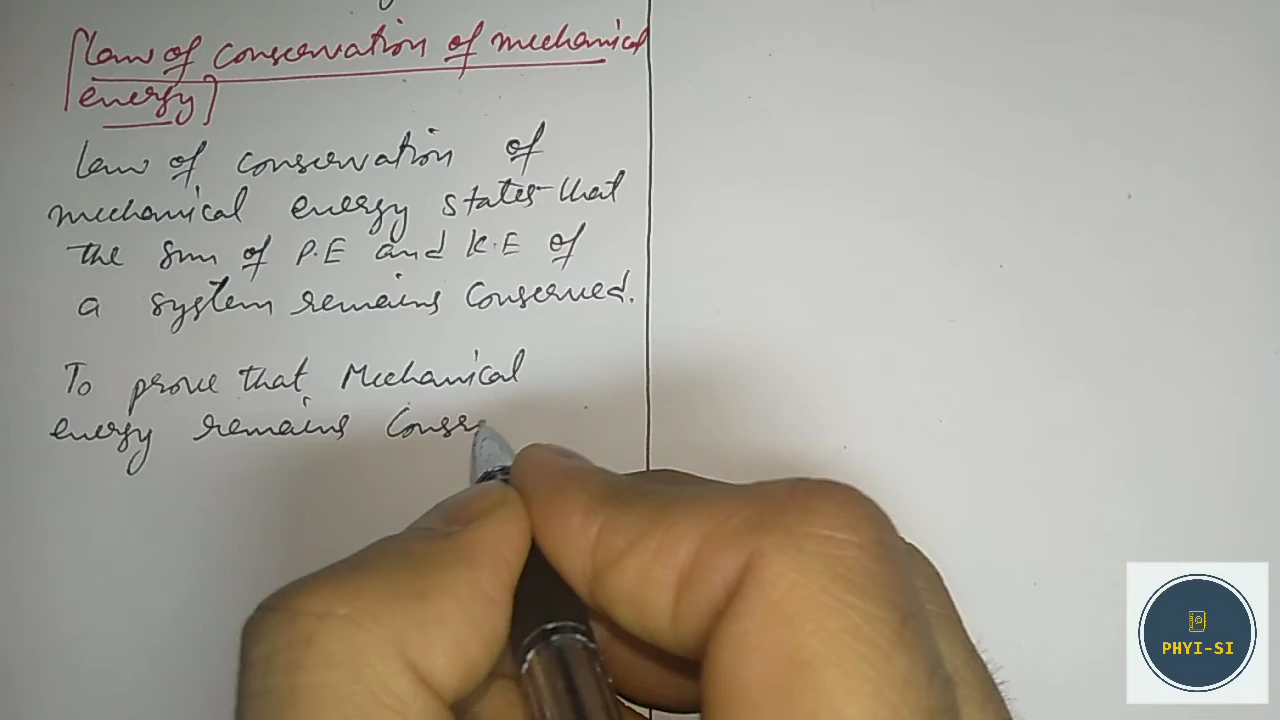 [law of conservation of mechanical
energy]
law of conservation of
mechanical energy states that
the sum of P.E and K.E of
a system remains Conserved.
To prove that Mechanical
energy remains Conser
PHYI-SI